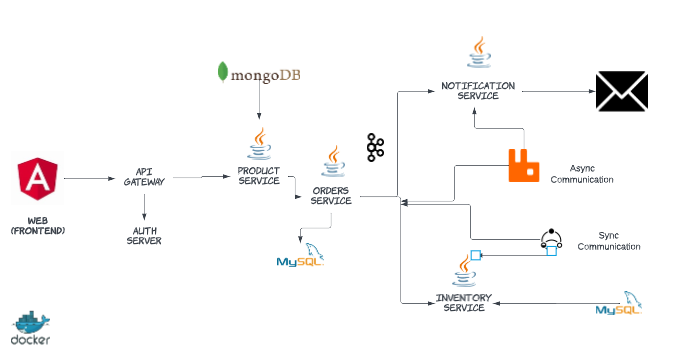 mongoDB
NOTIFICATION
SERVICE
PRODUCT
SERVICE
API
GATEWAY
ORDERS
SERVICE
Async
Communication
WEB
(FRONTEND)
AUTH
SERVER
Sync
Communication
MySQL
INVENTORY
SERVICE
MySQL
docker